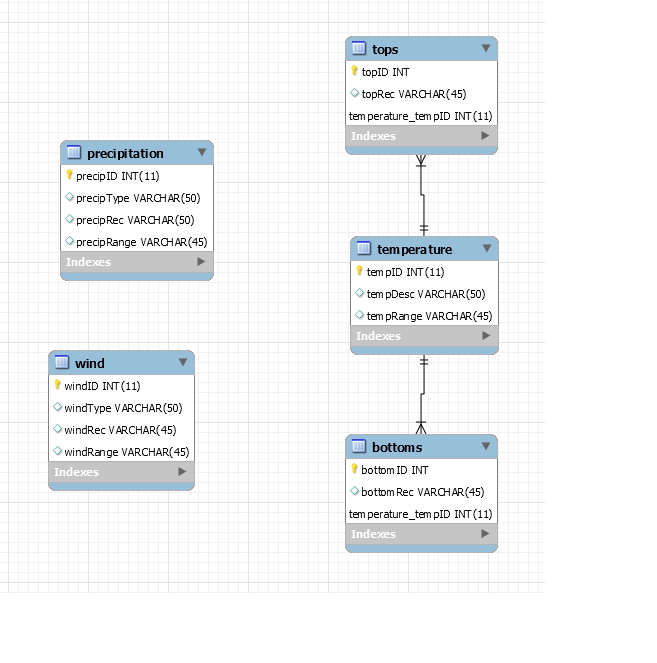 tops
topID INT
topRec VARCHAR(45)
temperature_tempID INT(11)
Indexes
precipitation
precipID INT(11)
precipType VARCHAR(50)
precipRec VARCHAR(50)
precipRange VARCHAR(45)
Indexes
temperature
tempID INT(11)
tempDesc VARCHAR(50)
tempRange VARCHAR(45)
Indexes
wind
windID INT(11)
windType VARCHAR(50)
windRec VARCHAR(45)
windRange VARCHAR(45)
Indexes
bottoms
bottomID INT
bottomRec VARCHAR(45)
temperature_tempID INT(11)
Indexes